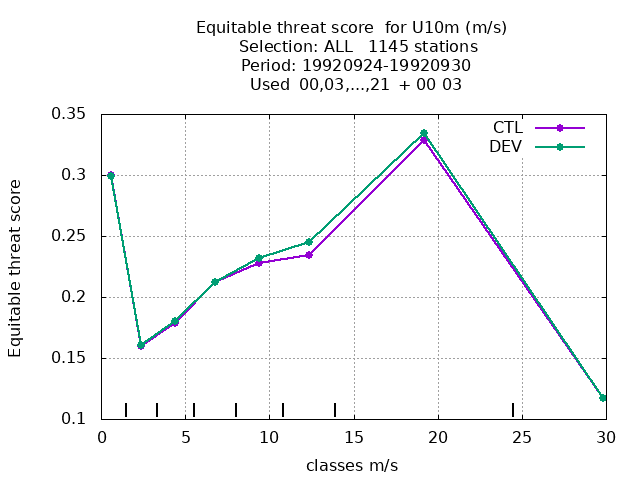 Equitable threat score  for U10m (m/s)
Selection: ALL   1145 stations
Period: 19920924-19920930
Used  00,03,...,21  + 00 03
CTL
DEV
0.35
0.3
0.25
0.2
0.15
0.1
Equitable threat score
0 5 10 15 20 25 30
classes m/s